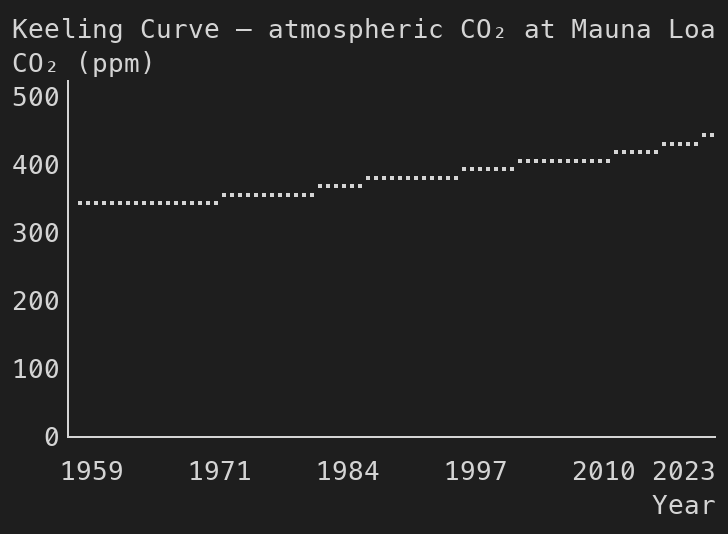 Keeling Curve — atmospheric CO₂ at Mauna Loa
CO₂ (ppm)
500
400
300
200
100
0
1959 1971 1984 1997 2010 2023
Year